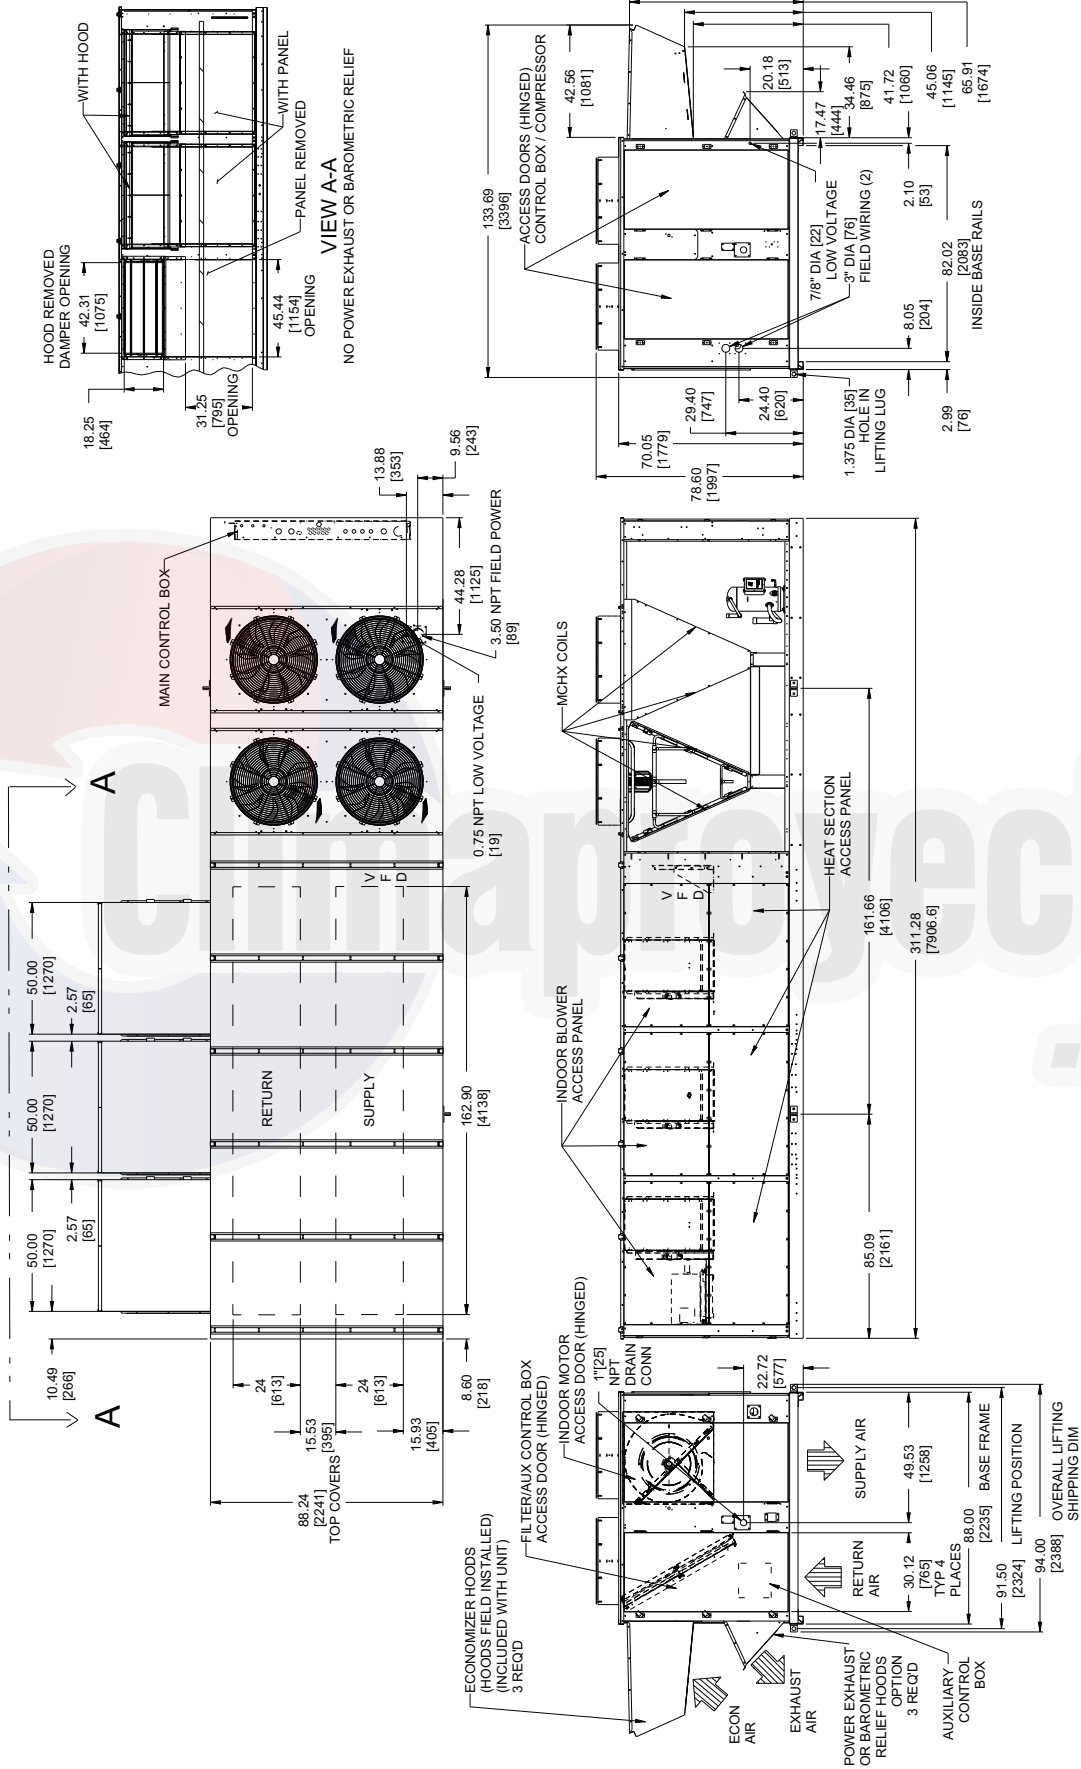 WITH HOOD
HOOD REMOVED
DAMPER OPENING
42.31
[1075]
18.25
[464]
31.25
[795]
OPENING
45.44
[1154]
OPENING
PANEL REMOVED
WITH PANEL
VIEW A-A
NO POWER EXHAUST OR BAROMETRIC RELIEF
133.69
[3396]
42.56
[1081]
ACCESS DOORS (HINGED)
CONTROL BOX / COMPRESSOR
20.18
[513]
17.47
[444]
34.46
[875]
41.72
[1060]
45.06
[1145]
65.91
[1674]
7/8" DIA [22]
LOW VOLTAGE
3" DIA [76]
FIELD WIRING (2)
2.10
[53]
82.02
[2083]
INSIDE BASE RAILS
8.05
[204]
2.99
[76]
29.40
[747]
24.40
[620]
70.05
[1779]
78.60
[1997]
1.375 DIA [35]
HOLE IN
LIFTING LUG
A
A
MAIN CONTROL BOX
13.88
[353]
9.56
[243]
44.28
[1125]
3.50 NPT FIELD POWER
[89]
0.75 NPT LOW VOLTAGE
[19]
50.00
[1270]
2.57
[65]
50.00
[1270]
2.57
[65]
50.00
[1270]
10.49
[266]
RETURN
SUPPLY
V
F
D
162.90
[4138]
8.60
[218]
24
[613]
24
[613]
15.53
[395]
15.93
[405]
88.24
[2241]
TOP COVERS
MCHX COILS
HEAT SECTION
ACCESS PANEL
V
F
D
INDOOR BLOWER
ACCESS PANEL
161.66
[4106]
311.28
[7906.6]
85.09
[2161]
ECONOMIZER HOODS
(HOODS FIELD INSTALLED)
(INCLUDED WITH UNIT)
3 REQ'D
FILTER/AUX CONTROL BOX
ACCESS DOOR (HINGED)
INDOOR MOTOR
ACCESS DOOR (HINGED)
1"[25]
NPT
DRAIN
CONN
22.72
[577]
ECON
AIR
EXHAUST
AIR
POWER EXHAUST
OR BAROMETRIC
RELIEF HOODS
OPTION
3 REQ'D
AUXILIARY
CONTROL
BOX
RETURN
AIR
SUPPLY AIR
30.12
[765]
TYP 4
PLACES
49.53
[1258]
88.00
[2235]
BASE FRAME
91.50
[2324]
LIFTING POSITION
94.00
[2388]
OVERALL LIFTING
SHIPPING DIM
Climaproyec